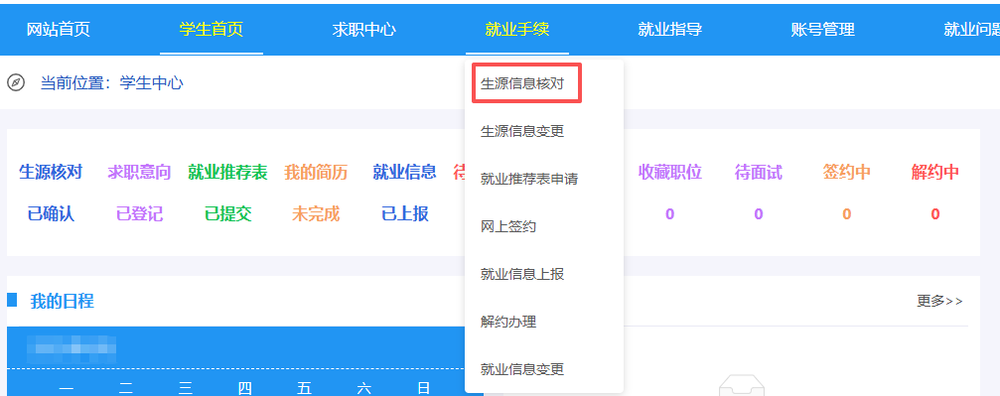 网站首页 学生首页 求职中心 就业手续 就业指导 账号管理 就业问
当前位置：学生中心
生源信息核对
生源信息变更
就业推荐表申请
网上签约
就业信息上报
解约办理
就业信息变更
生源核对 求职意向 就业推荐表 我的简历 就业信息 收藏职位 待面试 签约中 解约中
已确认 已登记 已提交 未完成 已上报 0 0 0 0
我的日程 更多>>
一 二 三 四 五 六 日